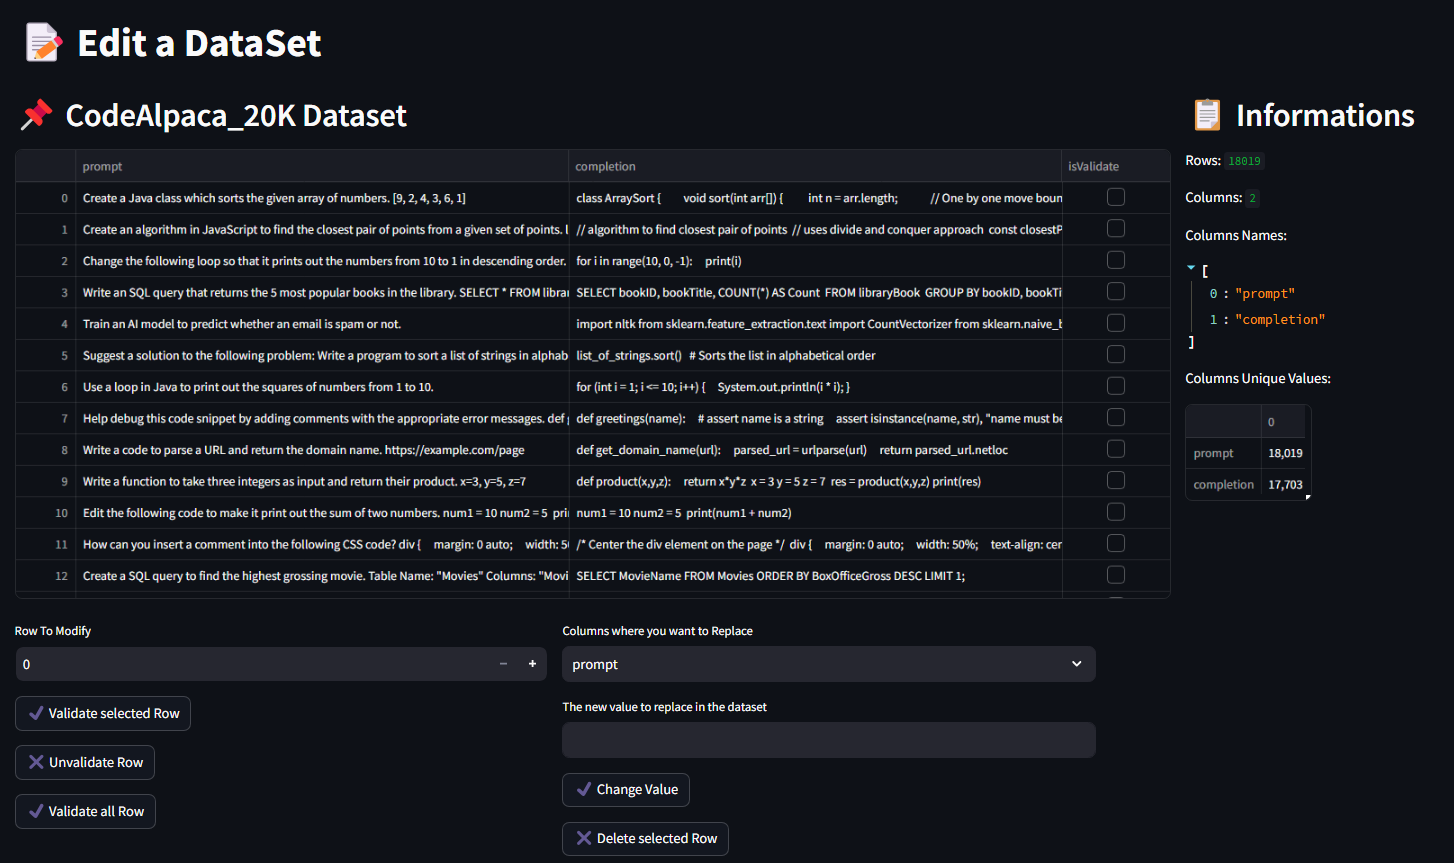 Edit a DataSet
CodeAlpaca_20K Dataset
prompt completion isValidate
0 Create a Java class which sorts the given array of numbers. [9, 2, 4, 3, 6, 1] class ArraySort { void sort(int arr[]) { int n = arr.length; // One by one move boun
1 Create an algorithm in JavaScript to find the closest pair of points from a given set of points. l // algorithm to find closest pair of points // uses divide and conquer approach const closestP
2 Change the following loop so that it prints out the numbers from 10 to 1 in descending order. for i in range(10, 0, -1): print(i)
3 Write an SQL query that returns the 5 most popular books in the library. SELECT * FROM librar SELECT bookID, bookTitle, COUNT(*) AS Count FROM libraryBook GROUP BY bookID, bookTi
4 Train an AI model to predict whether an email is spam or not. import nltk from sklearn.feature_extraction.text import CountVectorizer from sklearn.naive_b
5 Suggest a solution to the following problem: Write a program to sort a list of strings in alphab list_of_strings.sort() # Sorts the list in alphabetical order
6 Use a loop in Java to print out the squares of numbers from 1 to 10. for (int i = 1; i <= 10; i++) { System.out.println(i * i); }
7 Help debug this code snippet by adding comments with the appropriate error messages. def g def greetings(name): # assert name is a string assert isinstance(name, str), "name must be
8 Write a code to parse a URL and return the domain name. https://example.com/page def get_domain_name(url): parsed_url = urlparse(url) return parsed_url.netloc
9 Write a function to take three integers as input and return their product. x=3, y=5, z=7 def product(x,y,z): return x*y*z x = 3 y = 5 z = 7 res = product(x,y,z) print(res)
10 Edit the following code to make it print out the sum of two numbers. num1 = 10 num2 = 5 pri num1 = 10 num2 = 5 print(num1 + num2)
11 How can you insert a comment into the following CSS code? div { margin: 0 auto; width: 50 /* Center the div element on the page */ div { margin: 0 auto; width: 50%; text-align: cen
12 Create a SQL query to find the highest grossing movie. Table Name: "Movies" Columns: "Movi SELECT MovieName FROM Movies ORDER BY BoxOfficeGross DESC LIMIT 1;
Row To Modify
0 − +
Validate selected Row
Unvalidate Row
Validate all Row
Columns where you want to Replace
prompt
The new value to replace in the dataset
Change Value
Delete selected Row
Informations
Rows: 18019
Columns: 2
Columns Names:
[
0 : "prompt"
1 : "completion"
]
Columns Unique Values:
0
prompt 18,019
completion 17,703